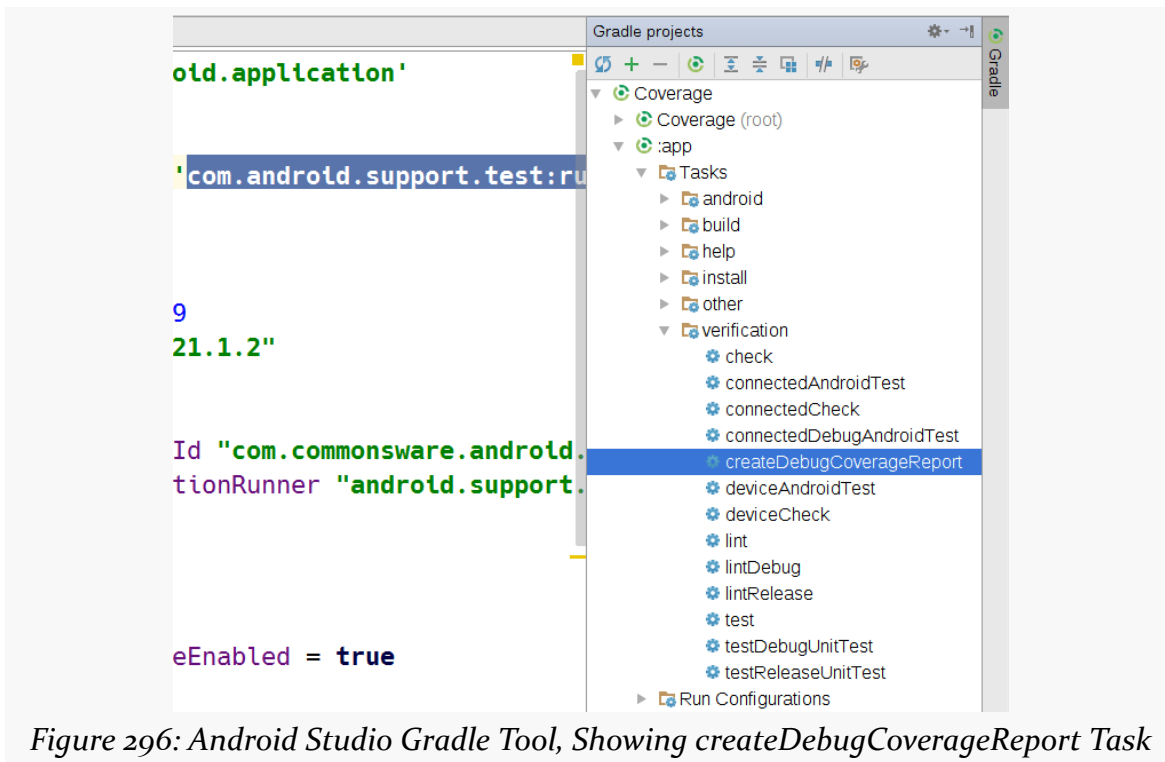 Gradle projects
Gradle
oid.application'
'com.android.support.test:ru
9
21.1.2"
Id "com.commonsware.android.
tionRunner "android.support.
eEnabled = true
Coverage
Coverage (root)
:app
Tasks
android
build
help
install
other
verification
check
connectedAndroidTest
connectedCheck
connectedDebugAndroidTest
createDebugCoverageReport
deviceAndroidTest
deviceCheck
lint
lintDebug
lintRelease
test
testDebugUnitTest
testReleaseUnitTest
Run Configurations
Figure 296: Android Studio Gradle Tool, Showing createDebugCoverageReport Task